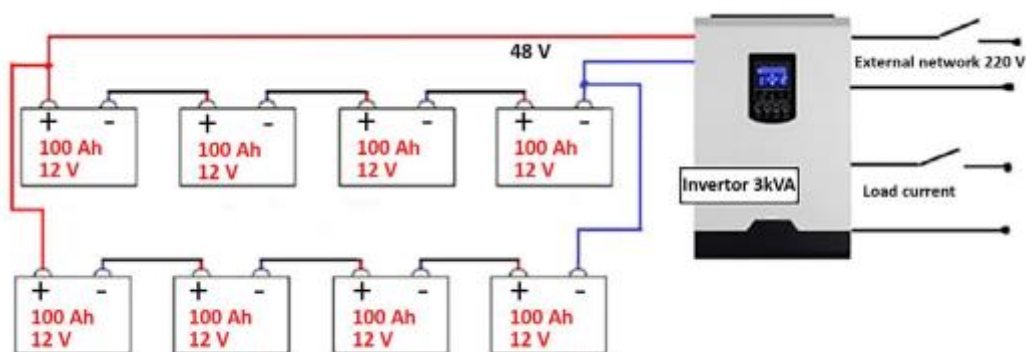 48 V
External network 220 V
+ - + - + - + -
100 Ah 100 Ah 100 Ah 100 Ah
12 V 12 V 12 V 12 V
Invertor 3kVA
Load current
+ - + - + - + -
100 Ah 100 Ah 100 Ah 100 Ah
12 V 12 V 12 V 12 V